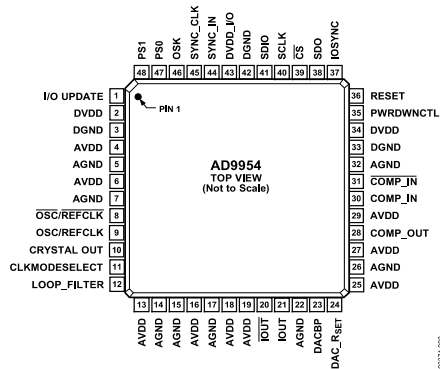 PS1 PS0 OSK SYNC_CLK SYNC_IN DVDD_I/O DGND SDIO SCLK CS SDO IOSYNC
48 47 46 45 44 43 42 41 40 39 38 37
I/O UPDATE 1
DVDD 2
DGND 3
AVDD 4
AGND 5
AVDD 6
AGND 7
OSC/REFCLK 8
OSC/REFCLK 9
CRYSTAL OUT 10
CLKMODESELECT 11
LOOP_FILTER 12
PIN 1
AD9954
TOP VIEW
(Not to Scale)
36 RESET
35 PWRDWNCTL
34 DVDD
33 DGND
32 AGND
31 COMP_IN
30 COMP_IN
29 AVDD
28 COMP_OUT
27 AVDD
26 AGND
25 AVDD
13 14 15 16 17 18 19 20 21 22 23 24
AVDD AGND AGND AVDD AGND AVDD AVDD IOUT IOUT AGND DACBP DAC_RSET